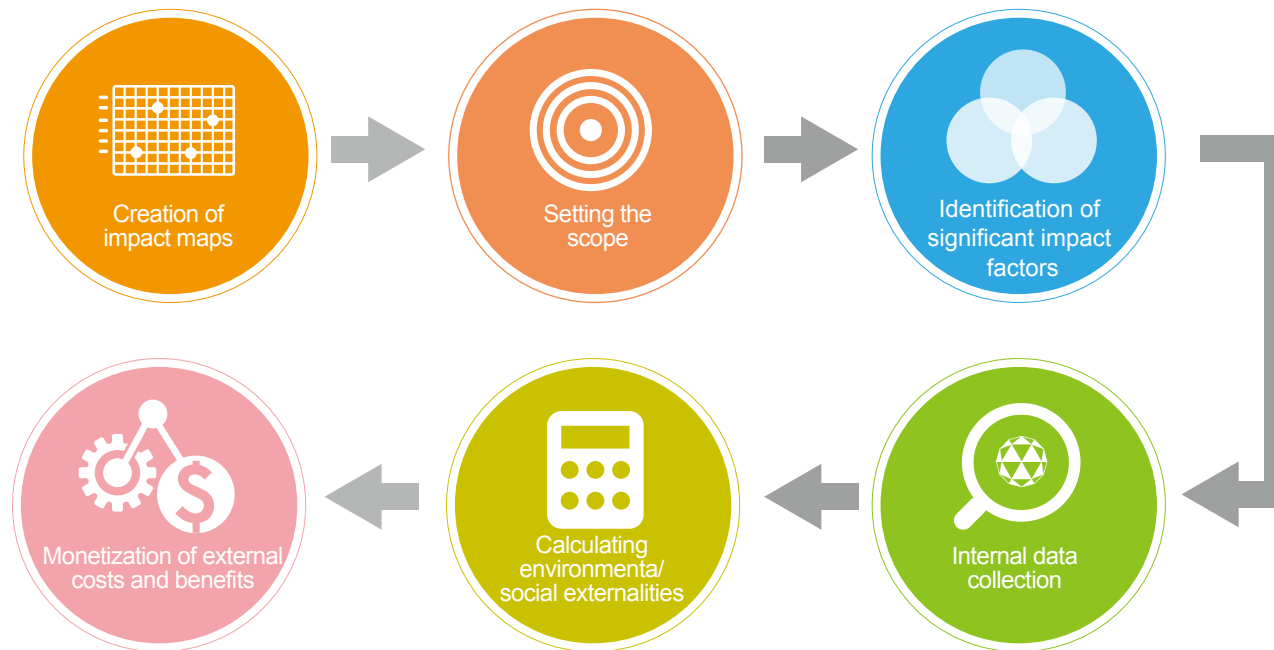 Creation of
impact maps
Setting the
scope
Identification of
significant impact
factors
Internal data
collection
Calculating
environmenta/
social externalities
Monetization of external
costs and benefits
$